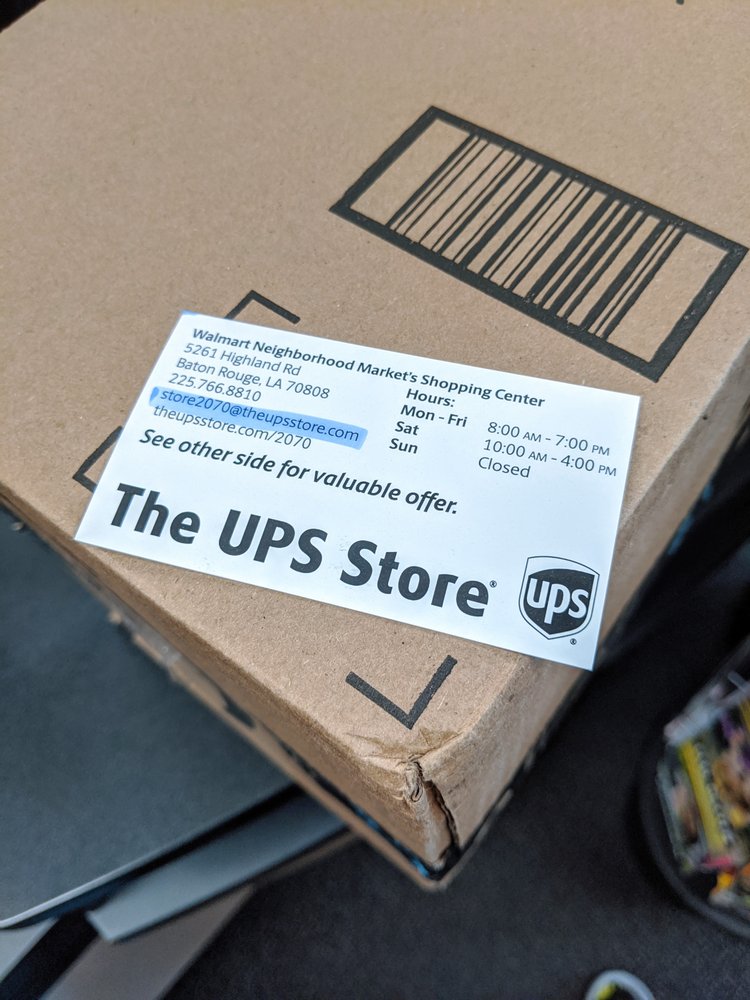 Walmart Neighborhood Market's Shopping Center
5261 Highland Rd
Baton Rouge, LA 70808
225.766.8810
store2070@theupsstore.com
theupsstore.com/2070
Hours:
Mon - Fri 8:00 AM - 7:00 PM
Sat 10:00 AM - 4:00 PM
Sun Closed
See other side for valuable offer.
The UPS Store®
ups®